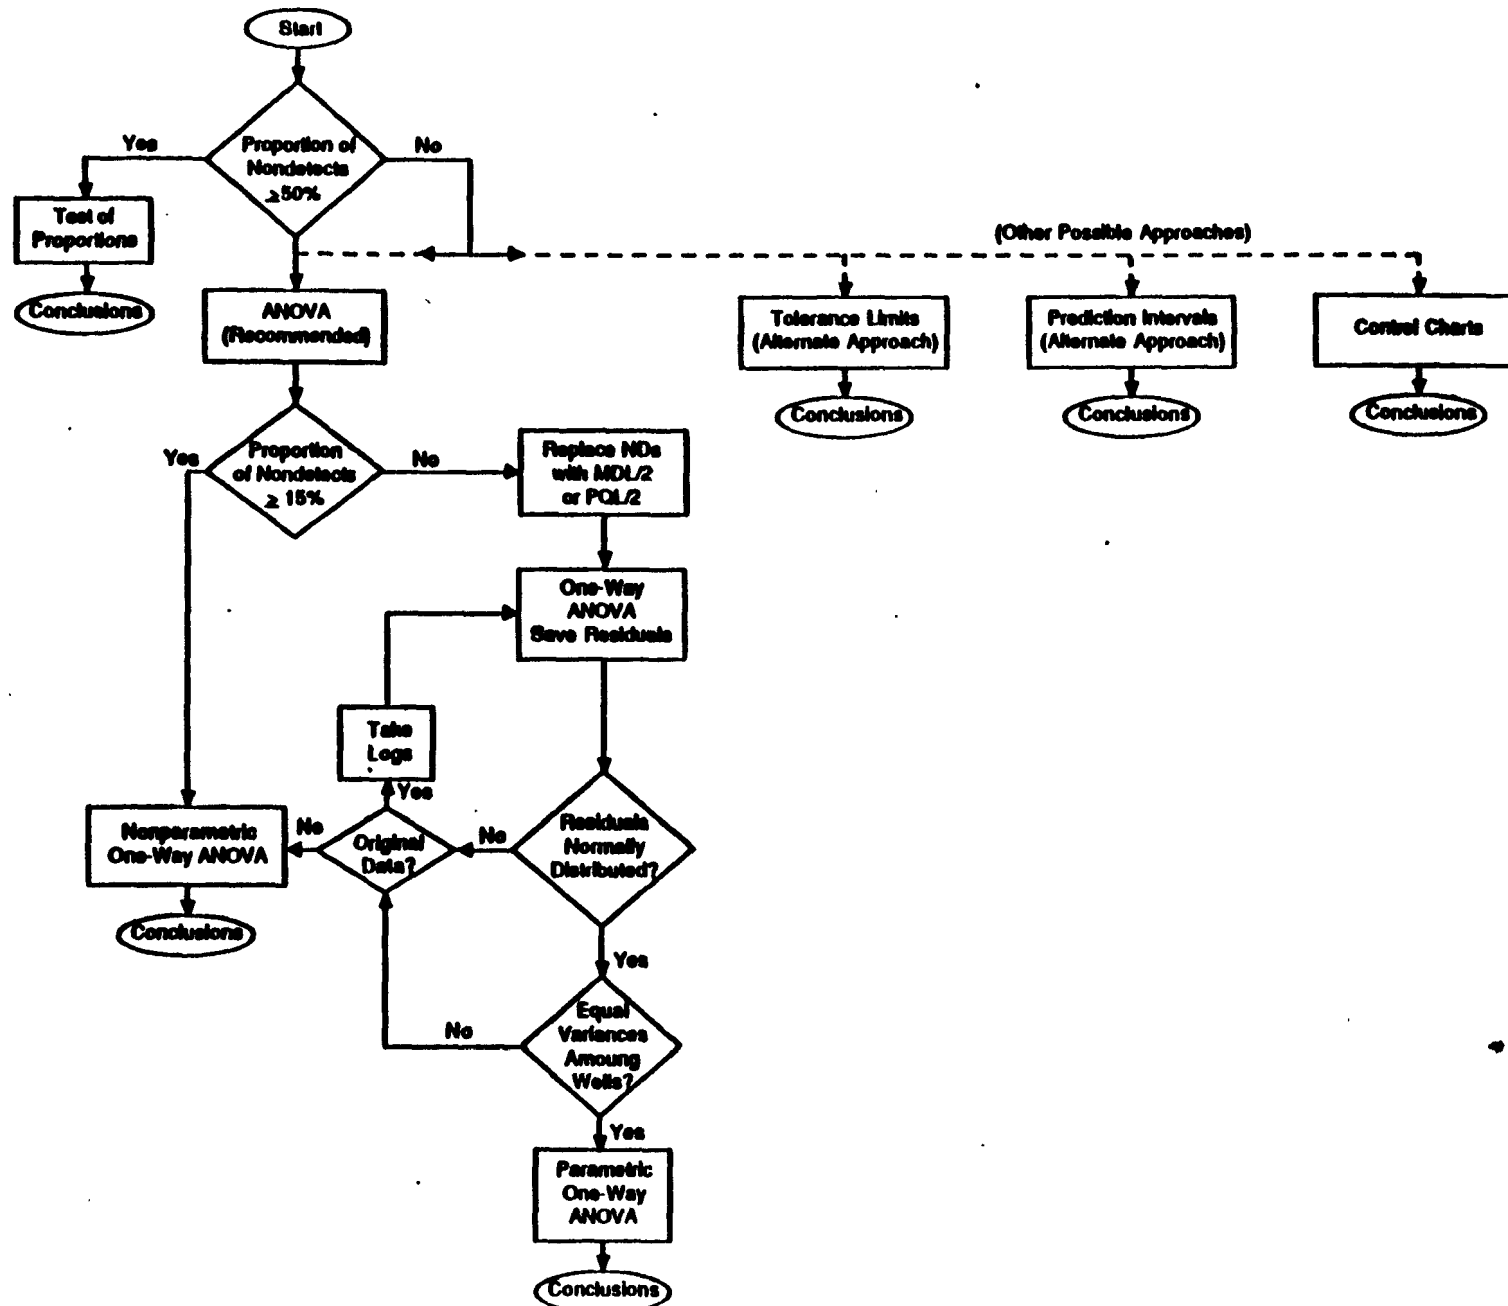 Start
Proportion of
Nondetects
≥50%
Yes
No
Test of
Proportions
Conclusions
(Other Possible Approaches)
ANOVA
(Recommended)
Tolerance Limits
(Alternate Approach)
Prediction Intervals
(Alternate Approach)
Control Charts
Conclusions
Conclusions
Conclusions
Proportion
of Nondetects
≥ 15%
Yes
No
Replace NDs
with MDL/2
or PQL/2
One-Way
ANOVA
Save Residuals
Take
Logs
Yes
Nonparametric
One-Way ANOVA
No
Original
Data?
No
Residuals
Normally
Distributed?
Conclusions
Yes
Equal
Variances
Amoung
Wells?
No
Yes
Parametric
One-Way
ANOVA
Conclusions